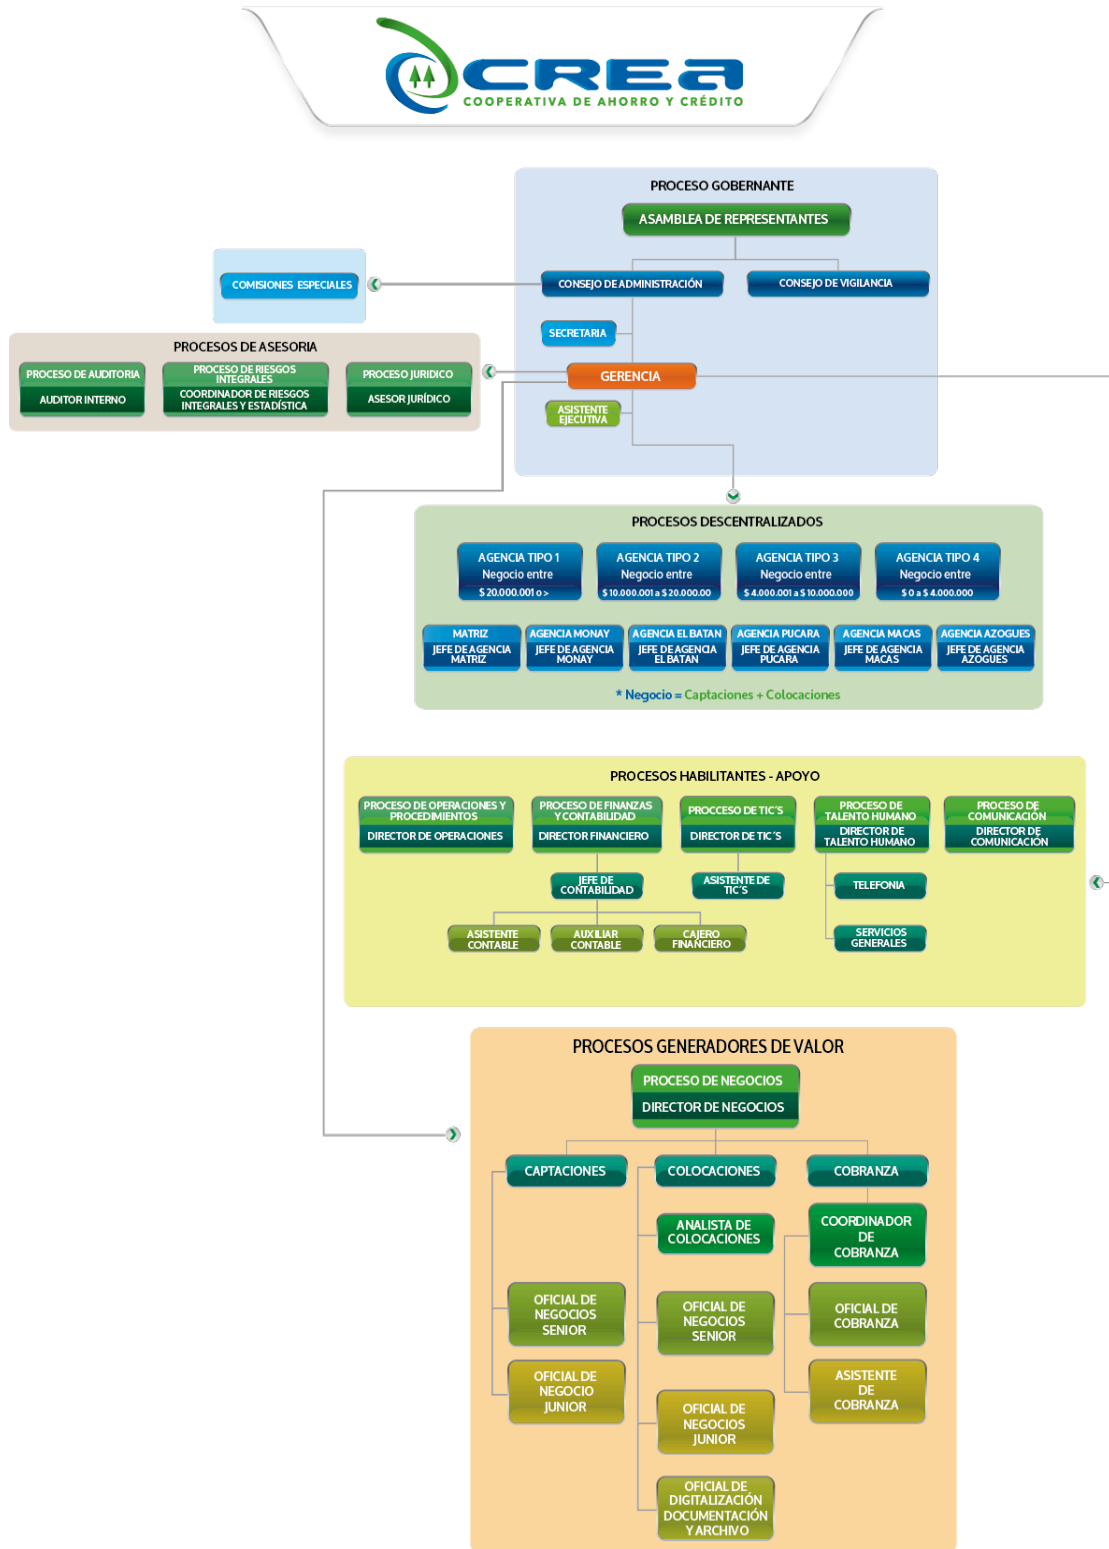 CREA
COOPERATIVA DE AHORRO Y CRÉDITO
PROCESO GOBERNANTE
ASAMBLEA DE REPRESENTANTES
COMISIONES ESPECIALES
CONSEJO DE ADMINISTRACIÓN
CONSEJO DE VIGILANCIA
SECRETARIA
GERENCIA
ASISTENTE
EJECUTIVA
PROCESOS DE ASESORIA
PROCESO DE AUDITORIA
AUDITOR INTERNO
PROCESO DE RIESGOS
INTEGRALES
COORDINADOR DE RIESGOS
INTEGRALES Y ESTADÍSTICA
PROCESO JURIDICO
ASESOR JURÍDICO
PROCESOS DESCENTRALIZADOS
AGENCIA TIPO 1
Negocio entre
$ 20.000.001 o >
AGENCIA TIPO 2
Negocio entre
$ 10.000.001 a $ 20.000.00
AGENCIA TIPO 3
Negocio entre
$ 4.000.001 a $ 10.000.000
AGENCIA TIPO 4
Negocio entre
$ 0 a $ 4.000.000
MATRIZ
JEFE DE AGENCIA
MATRIZ
AGENCIA MONAY
JEFE DE AGENCIA
MONAY
AGENCIA EL BATAN
JEFE DE AGENCIA
EL BATAN
AGENCIA PUCARA
JEFE DE AGENCIA
PUCARA
AGENCIA MACAS
JEFE DE AGENCIA
MACAS
AGENCIA AZOGUES
JEFE DE AGENCIA
AZOGUES
* Negocio = Captaciones + Colocaciones
PROCESOS HABILITANTES - APOYO
PROCESO DE OPERACIONES Y
PROCEDIMIENTOS
DIRECTOR DE OPERACIONES
PROCESO DE FINANZAS
Y CONTABILIDAD
DIRECTOR FINANCIERO
PROCCESO DE TIC´S
DIRECTOR DE TIC´S
PROCESO DE
TALENTO HUMANO
DIRECTOR DE
TALENTO HUMANO
PROCESO DE
COMUNICACIÓN
DIRECTOR DE
COMUNICACIÓN
JEFE DE
CONTABILIDAD
ASISTENTE DE
TIC´S
TELEFONIA
ASISTENTE
CONTABLE
AUXILIAR
CONTABLE
CAJERO
FINANCIERO
SERVICIOS
GENERALES
PROCESOS GENERADORES DE VALOR
PROCESO DE NEGOCIOS
DIRECTOR DE NEGOCIOS
CAPTACIONES
COLOCACIONES
COBRANZA
ANALISTA DE
COLOCACIONES
COORDINADOR
DE
COBRANZA
OFICIAL DE
NEGOCIOS
SENIOR
OFICIAL DE
NEGOCIOS
SENIOR
OFICIAL DE
COBRANZA
OFICIAL DE
NEGOCIO
JUNIOR
OFICIAL DE
NEGOCIOS
JUNIOR
ASISTENTE
DE
COBRANZA
OFICIAL DE
DIGITALIZACIÓN
DOCUMENTACIÓN
Y ARCHIVO